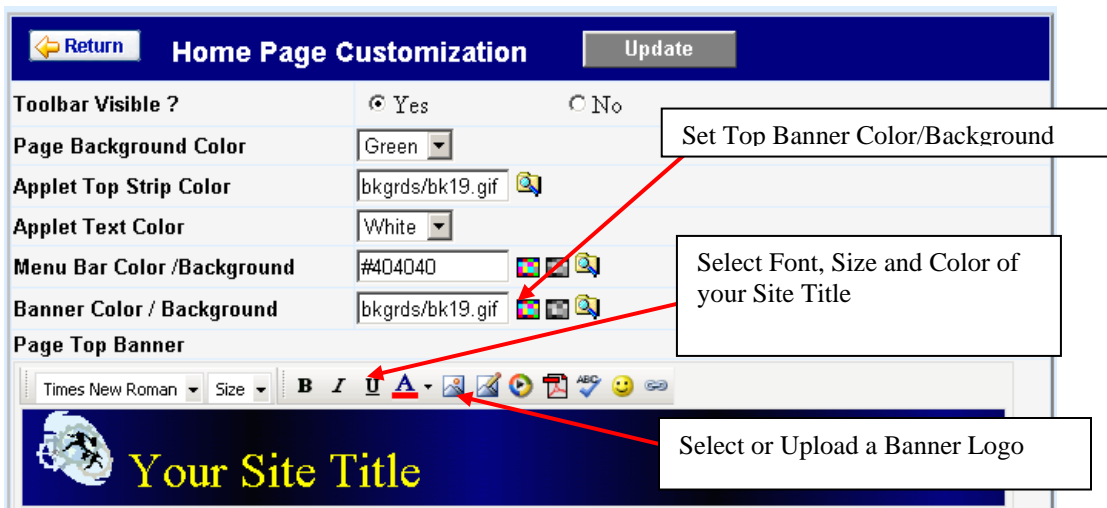 Return Home Page Customization Update
Toolbar Visible ? Yes No
Set Top Banner Color/Background
Page Background Color Green
Applet Top Strip Color bkgrds/bk19.gif
Applet Text Color White
Select Font, Size and Color of
your Site Title
Menu Bar Color /Background #404040
Banner Color / Background bkgrds/bk19.gif
Page Top Banner
Times New Roman Size B I U A ABC
Select or Upload a Banner Logo
Your Site Title